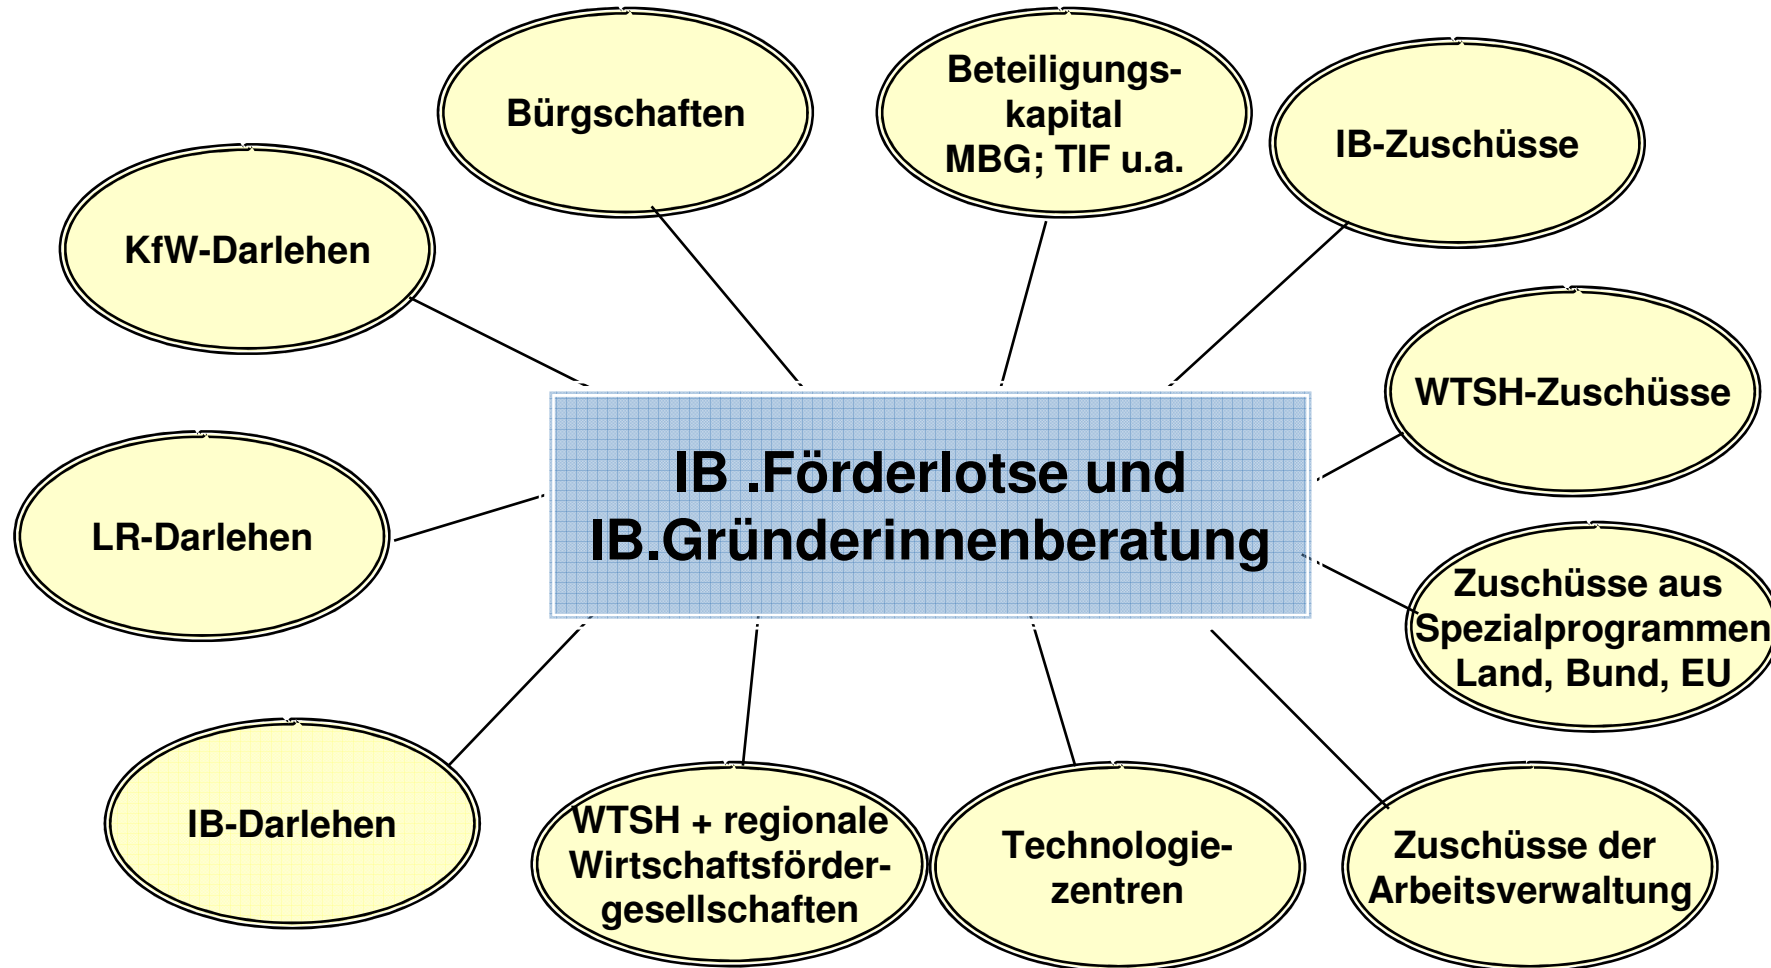 Bürgschaften
Beteiligungs-
kapital
MBG; TIF u.a.
IB-Zuschüsse
KfW-Darlehen
WTSH-Zuschüsse
IB .Förderlotse und
IB.Gründerinnenberatung
LR-Darlehen
Zuschüsse aus
Spezialprogrammen
Land, Bund, EU
IB-Darlehen
WTSH + regionale
Wirtschaftsförder-
gesellschaften
Technologie-
zentren
Zuschüsse der
Arbeitsverwaltung